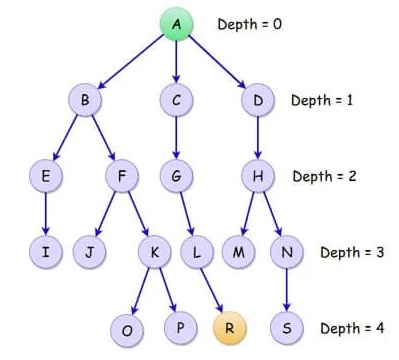 A Depth = 0
B C D Depth = 1
E F G H Depth = 2
I J K L M N Depth = 3
O P R S Depth = 4